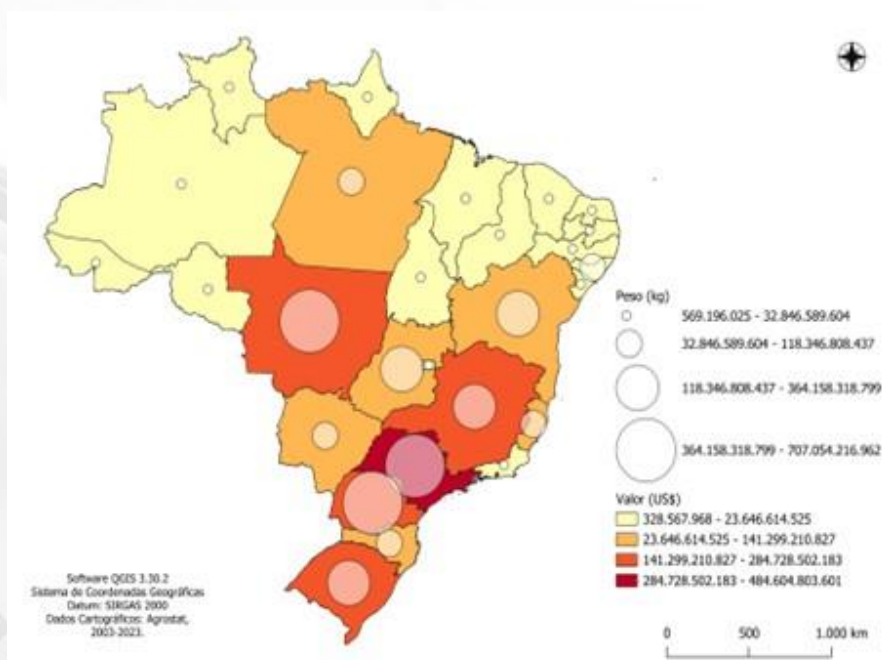 Peso (kg)
569.196.025 - 32.846.589.604
32.846.589.604 - 118.346.808.437
118.346.808.437 - 364.158.318.799
364.158.318.799 - 707.054.216.962
Valor (US$)
328.567.968 - 23.646.614.525
23.646.614.525 - 141.299.210.827
141.299.210.827 - 284.728.502.183
284.728.502.183 - 484.604.803.601
Software QGIS 3.30.2
Sistema de Coordenadas Geográficas
Datum: SIRGAS 2000
Dados Cartográficos: Agrostat,
2003-2023.
0 500 1.000 km